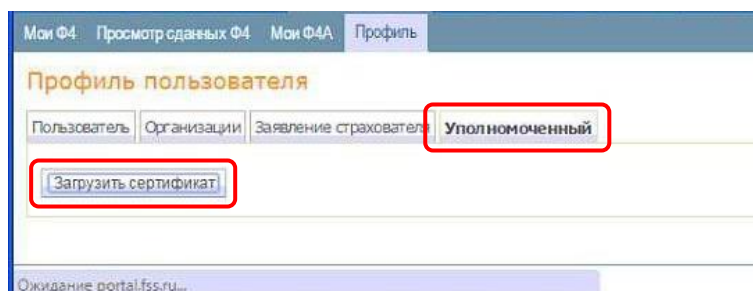 Мои Ф4 Просмотр сданных Ф4 Мои Ф4А Профиль
Профиль пользователя
Пользователь Организации Заявление страхователя Уполномоченный
Загрузить сертификат
Ожидание portal.fss.ru...